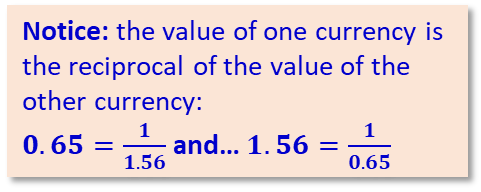 Notice: the value of one currency is
the reciprocal of the value of the
other currency:
0.65 = 1/1.56 and... 1.56 = 1/0.65